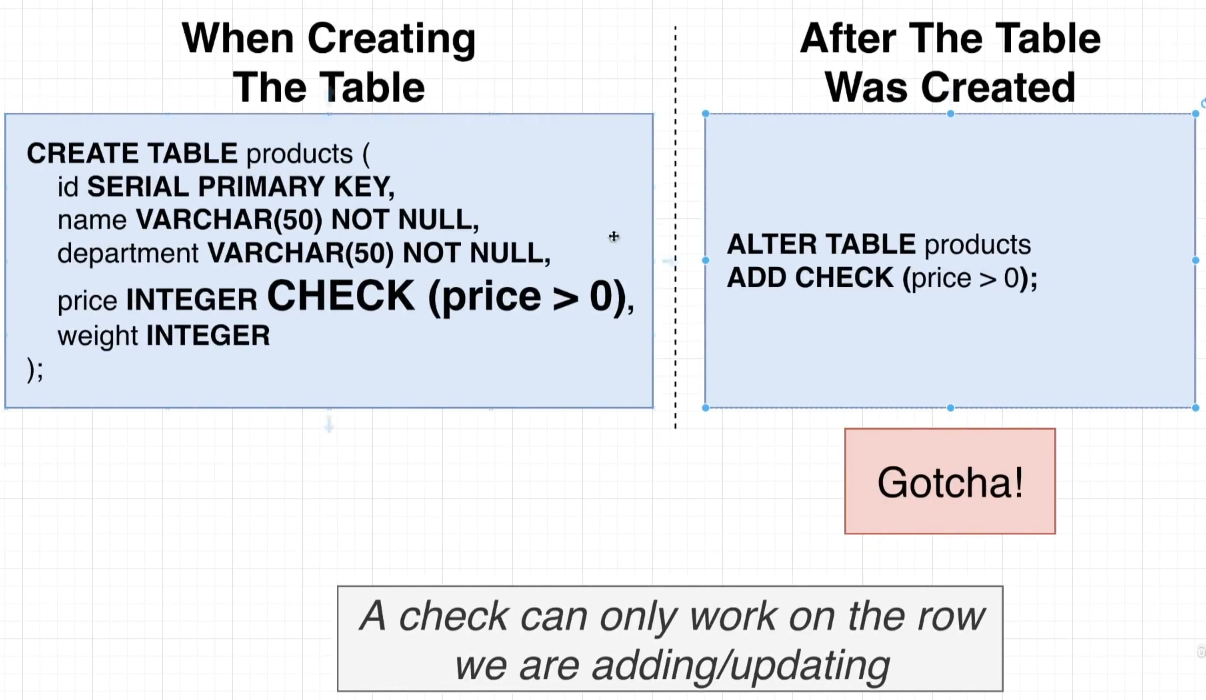 When Creating
The Table
CREATE TABLE products (
id SERIAL PRIMARY KEY,
name VARCHAR(50) NOT NULL,
department VARCHAR(50) NOT NULL,
price INTEGER CHECK (price > 0),
weight INTEGER
);
After The Table
Was Created
ALTER TABLE products
ADD CHECK (price > 0);
Gotcha!
A check can only work on the row
we are adding/updating